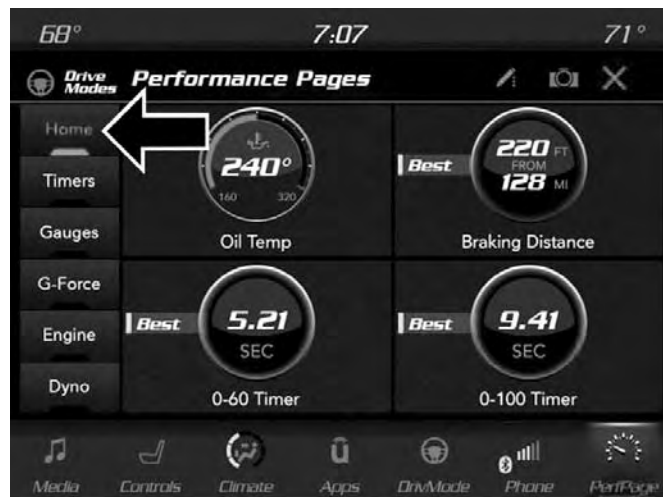 68° 7:07 71°
Drive Modes Performance Pages
Home
Timers
Gauges
G-Force
Engine
Dyno
240°
160 320
Oil Temp
Best
220 FT
FROM
128 MI
Braking Distance
Best
5.21
SEC
0-60 Timer
Best
9.41
SEC
0-100 Timer
Media Controls Climate Apps DrivMode Phone PerfPage